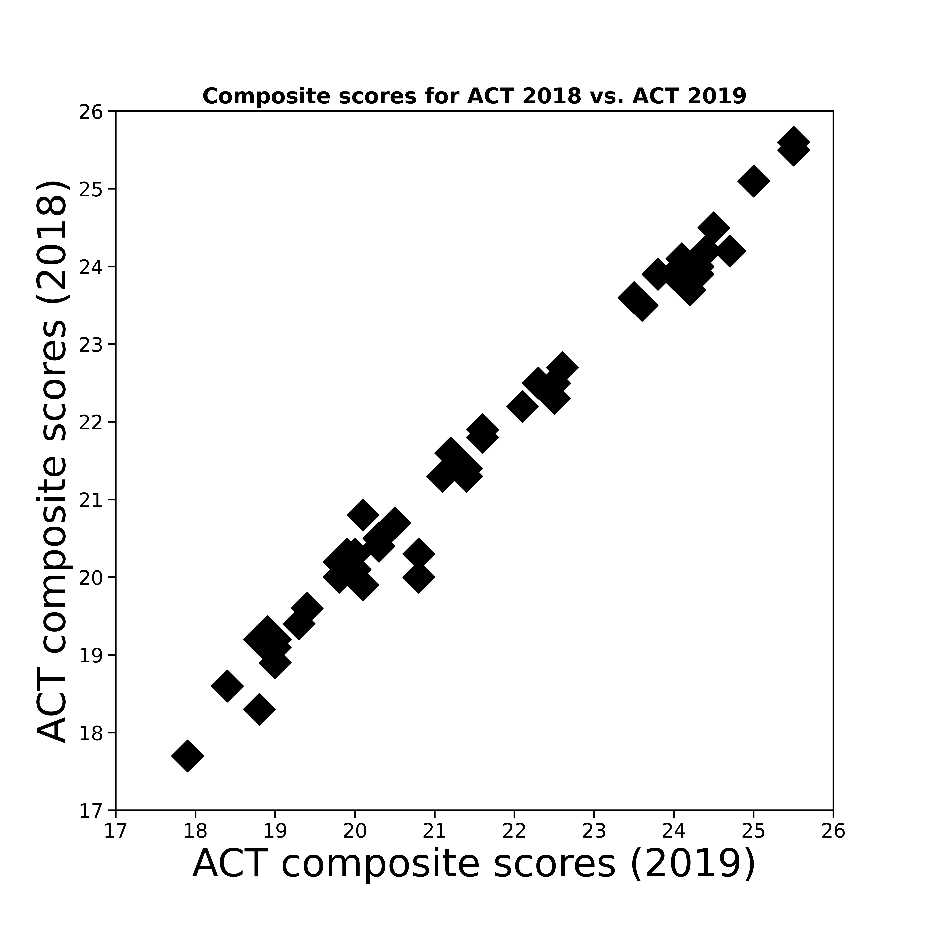 Composite scores for ACT 2018 vs. ACT 2019
26
25
24
23
22
21
20
19
18
17
ACT composite scores (2018)
17 18 19 20 21 22 23 24 25 26
ACT composite scores (2019)